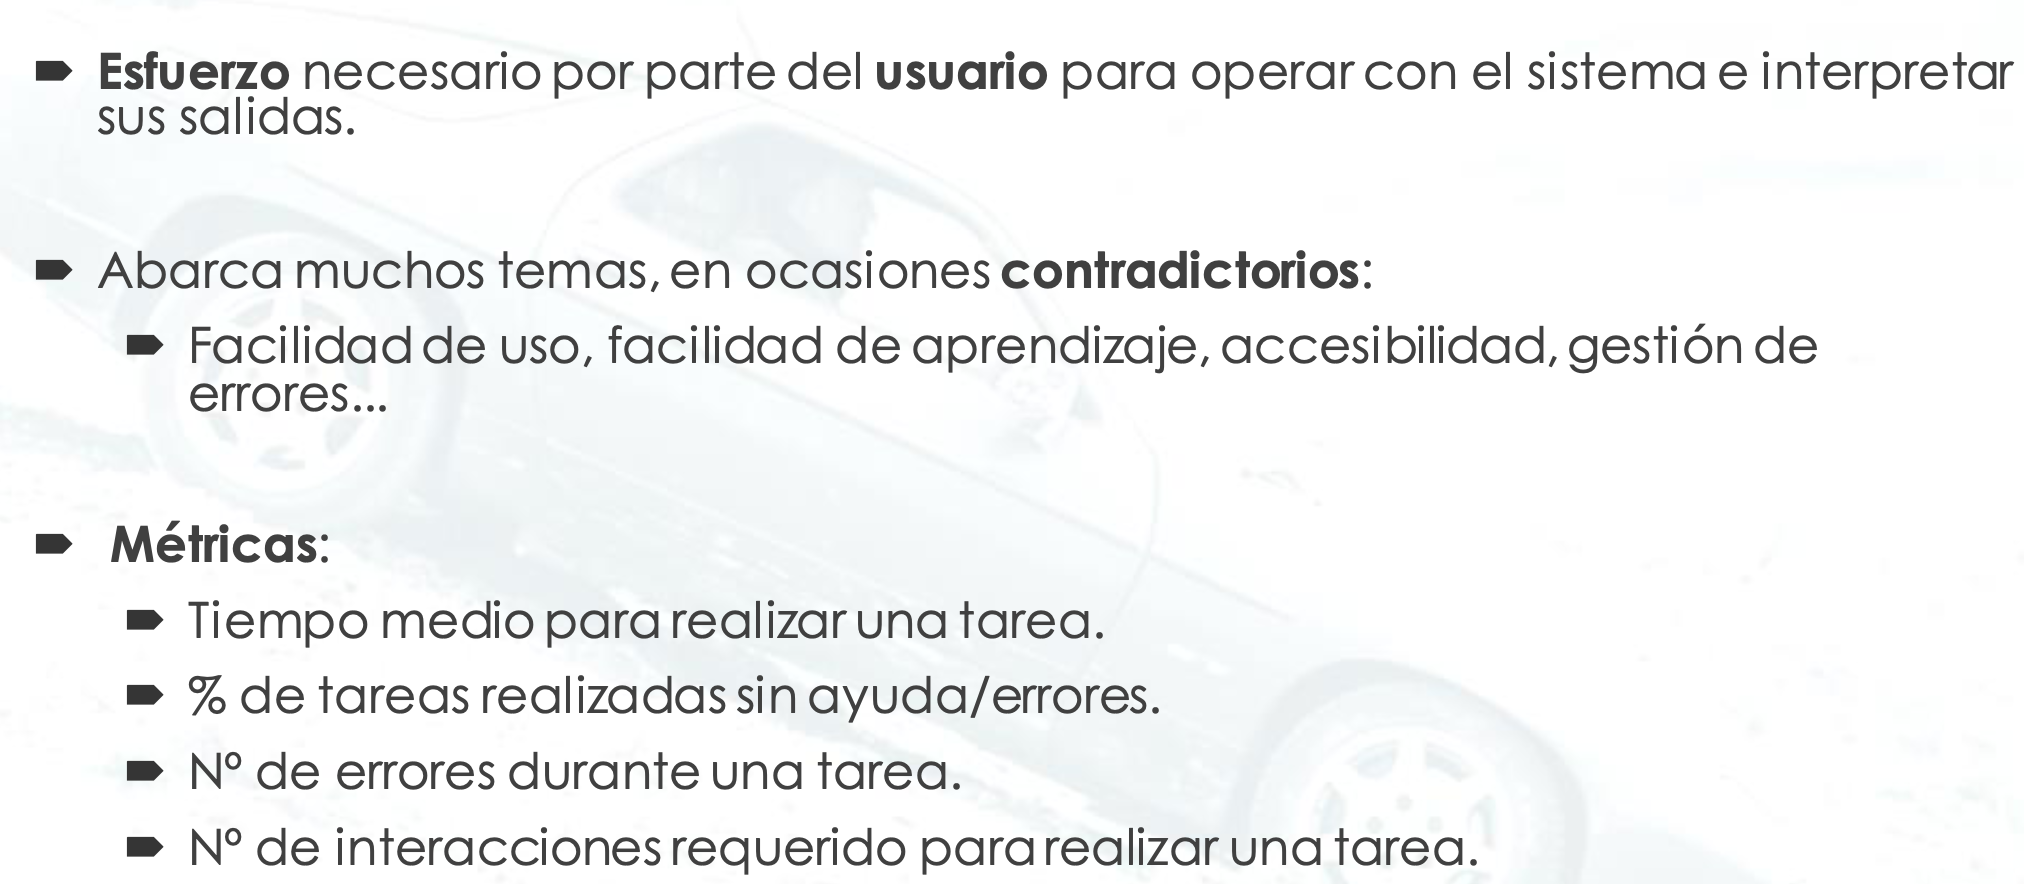 Esfuerzo necesario por parte del usuario para operar con el sistema e interpretar
sus salidas.
Abarca muchos temas, en ocasiones contradictorios:
Facilidad de uso, facilidad de aprendizaje, accesibilidad, gestión de
errores...
Métricas:
Tiempo medio para realizar una tarea.
% de tareas realizadas sin ayuda/errores.
Nº de errores durante una tarea.
Nº de interacciones requerido para realizar una tarea.